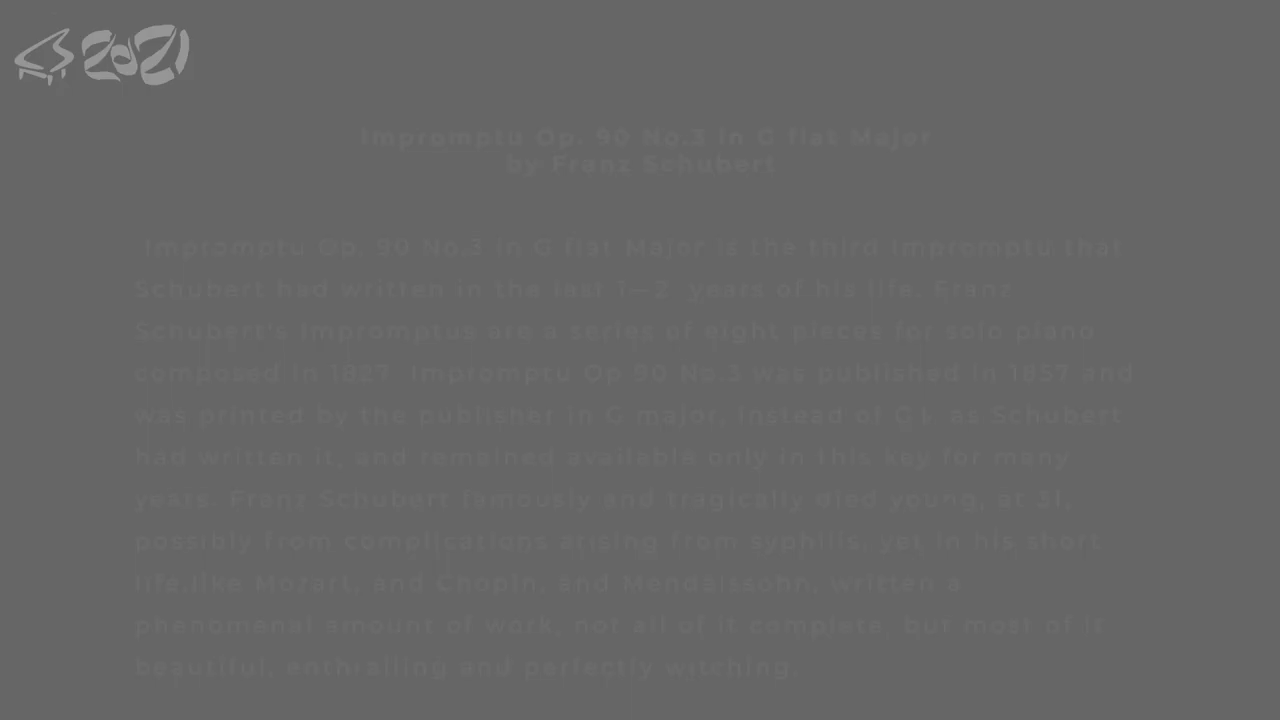 2021
Impromptu Op. 90 No.3 in G flat Major
by Franz Schubert
Impromptu Op. 90 No.3 in G flat Major is the third Impromptu that
Schubert had written in the last 1–2 years of his life. Franz
Schubert's Impromptus are a series of eight pieces for solo piano
composed in 1827. Impromptu Op 90 No.3 was published in 1857 and
was printed by the publisher in G major, instead of G♭ as Schubert
had written it, and remained available only in this key for many
years. Franz Schubert famously and tragically died young, at 31,
possibly from complications arising from syphilis, yet in his short
life,like Mozart, and Chopin, and Mendelssohn, written a
phenomenal amount of work, not all of it complete, but most of it
beautiful, enthralling and perfectly witching.